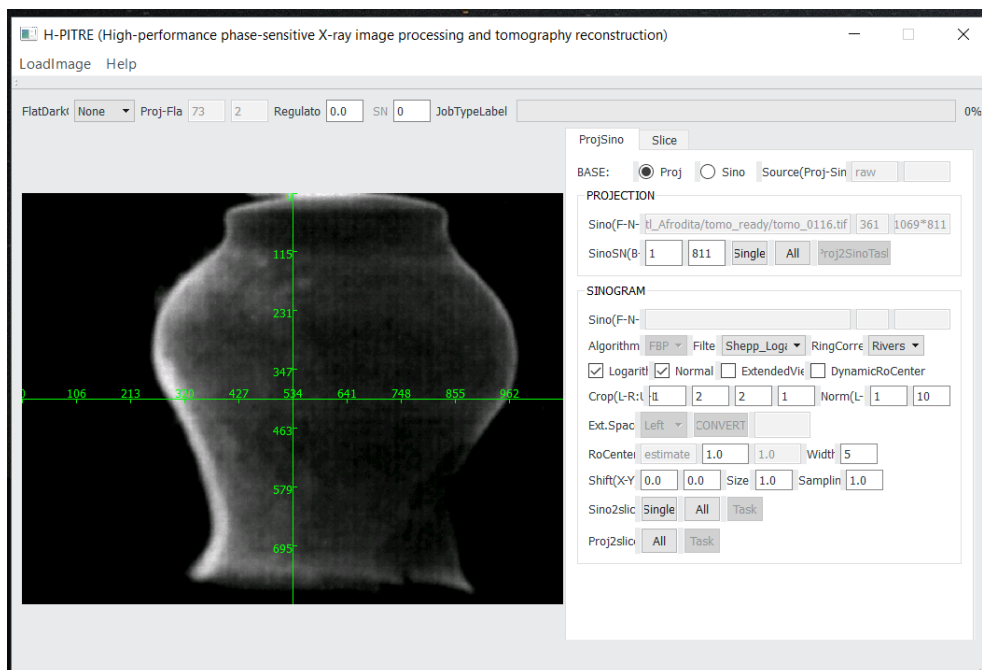 H-PITRE (High-performance phase-sensitive X-ray image processing and tomography reconstruction)
LoadImage Help
FlatDark( None Proj-Fla 73 2 Regulato 0.0 SN 0 JobTypeLabel 0%
ProjSino Slice
BASE: Proj Sino Source(Proj-Sin raw
PROJECTION
Sino(F-N- tl_Afrodita/tomo_ready/tomo_0116.tif 361 1069*811
SinoSN(B- 1 811 Single All Proj2SinoTask
SINOGRAM
Sino(F-N-
Algorithm FBP Filte Shepp_Loga RingCorre Rivers
Logarith Normal ExtendedVie DynamicRoCenter
Crop(L-R:U- 1 2 2 1 Norm(L- 1 10
Ext.Spac Left CONVERT
RoCenter estimate 1.0 1.0 Width 5
Shift(X-Y 0.0 0.0 Size 1.0 Samplin 1.0
Sino2slic Single All Task
Proj2slice All Task
115
231
347
0 106 213 320 427 534 641 748 855 962
463
579
695